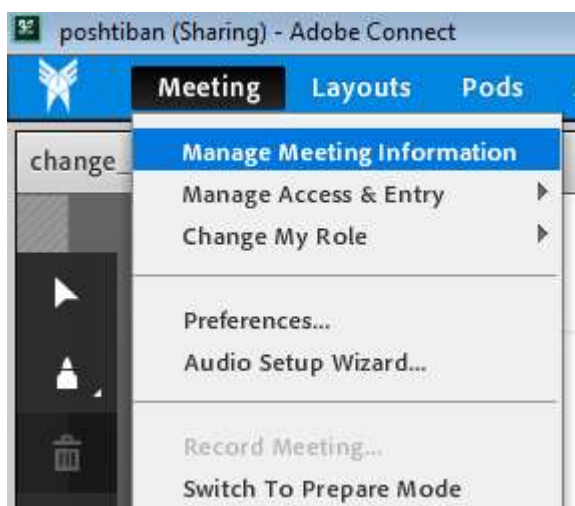 poshtiban (Sharing) - Adobe Connect
Meeting Layouts Pods
change_
Manage Meeting Information
Manage Access & Entry
Change My Role
Preferences...
Audio Setup Wizard...
Record Meeting...
Switch To Prepare Mode